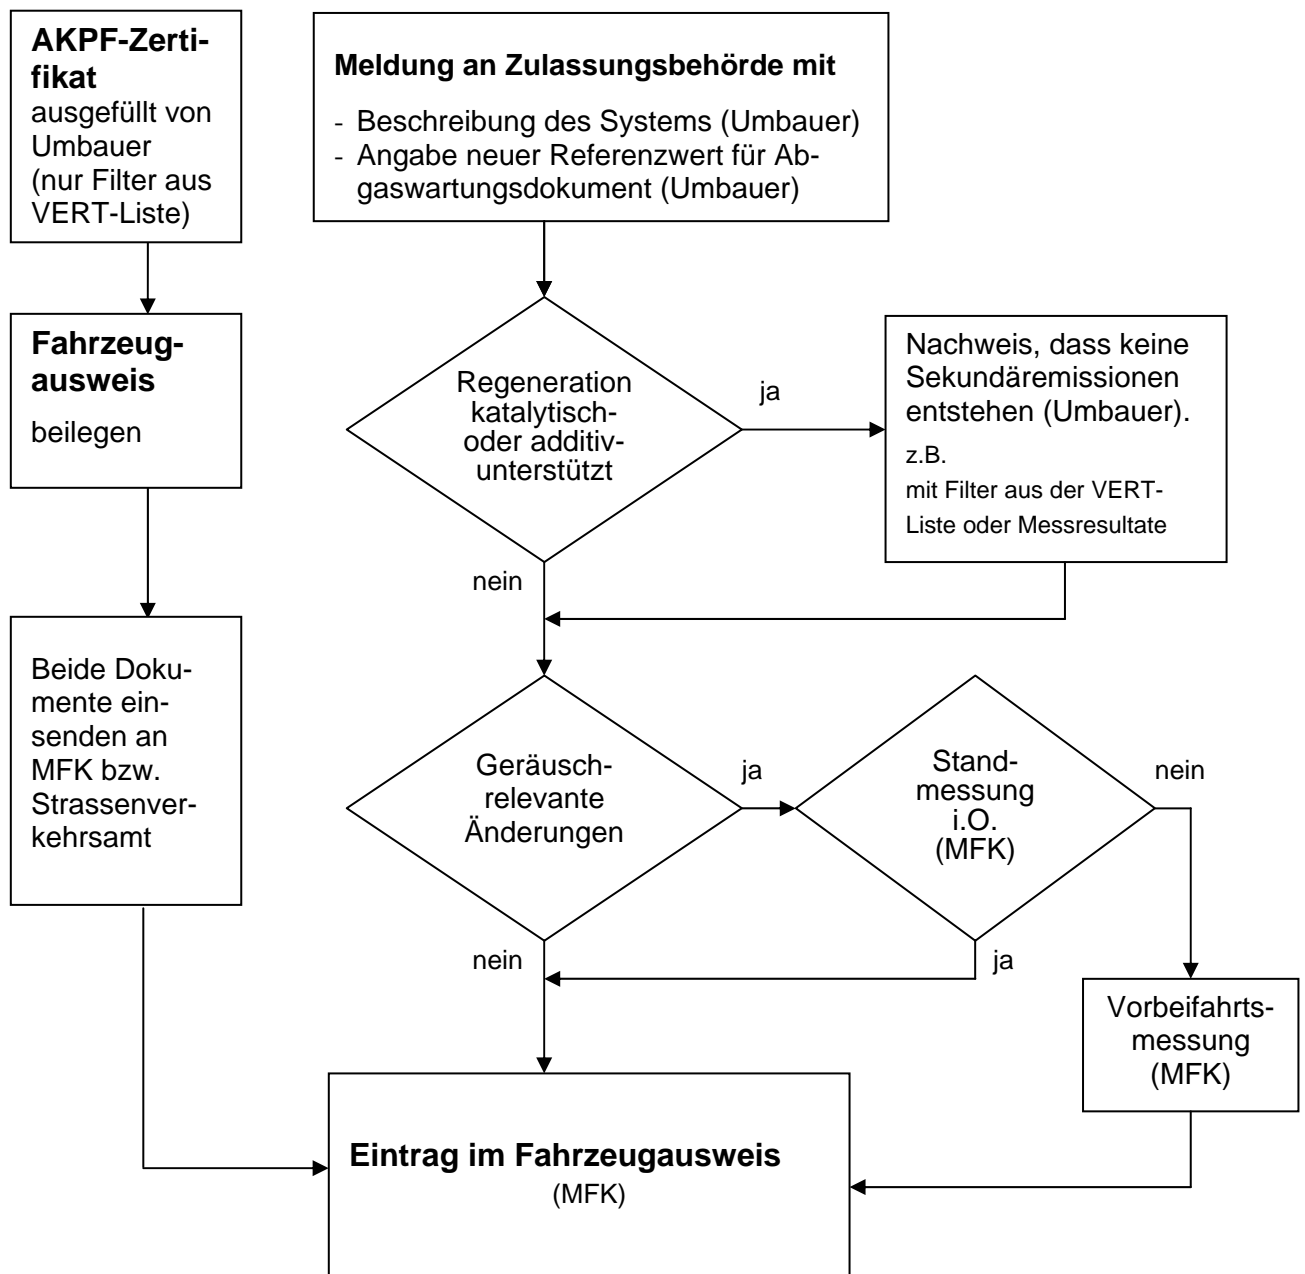 AKPF-Zerti-
fikat
ausgefüllt von
Umbauer
(nur Filter aus
VERT-Liste)
Fahrzeug-
ausweis
beilegen
Beide Doku-
mente ein-
senden an
MFK bzw.
Strassenver-
kehrsamt
Meldung an Zulassungsbehörde mit
- Beschreibung des Systems (Umbauer)
- Angabe neuer Referenzwert für Ab-
gaswartungsdokument (Umbauer)
Regeneration
katalytisch-
oder additiv-
unterstützt
ja
Nachweis, dass keine
Sekundäremissionen
entstehen (Umbauer).
z.B.
mit Filter aus der VERT-
Liste oder Messresultate
nein
Geräusch-
relevante
Änderungen
ja
Stand-
messung
i.O.
(MFK)
nein
nein
ja
Vorbeifahrts-
messung
(MFK)
Eintrag im Fahrzeugausweis
(MFK)